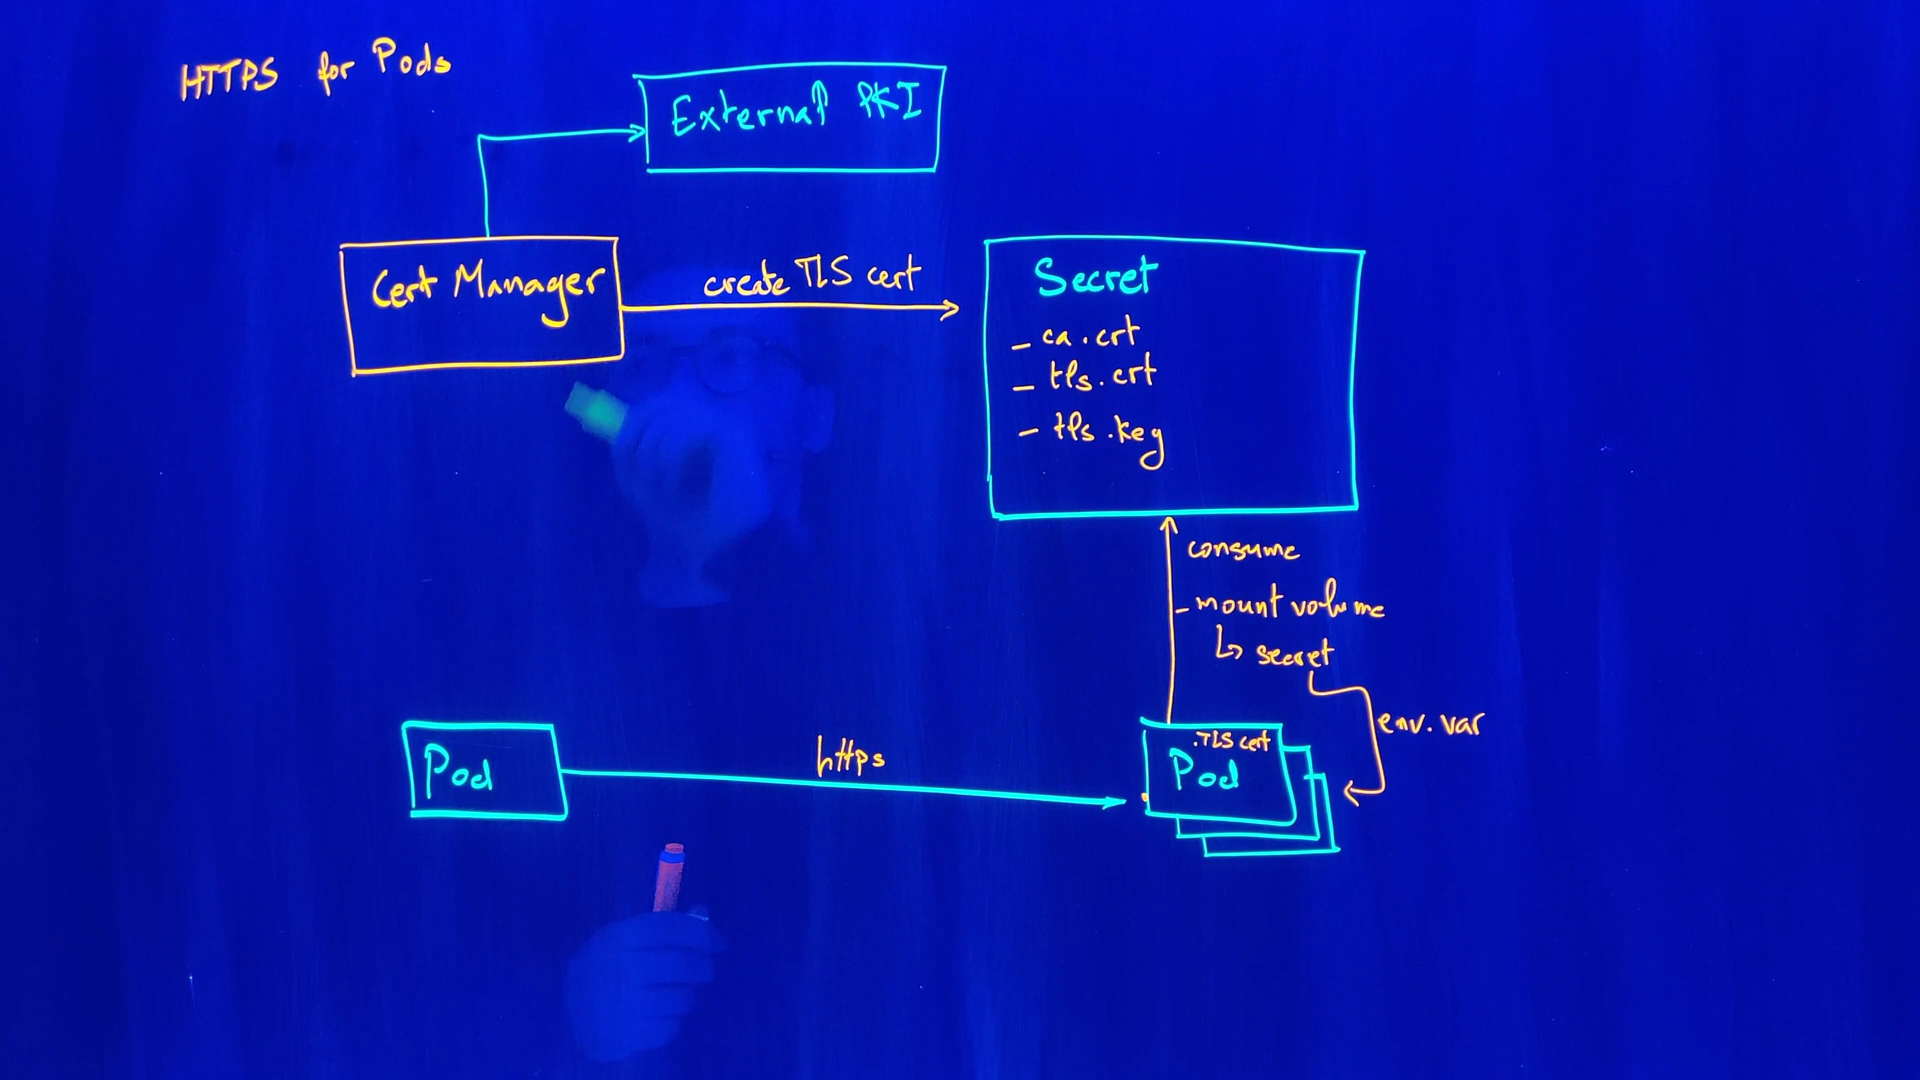 HTTPS for Pods
External PKI
Cert Manager
create TLS cert
Secret
- ca.crt
- tls.crt
- tls.key
consume
- mount volume
↳ secret
env.var
Pod
https
.TLS cert
Pod